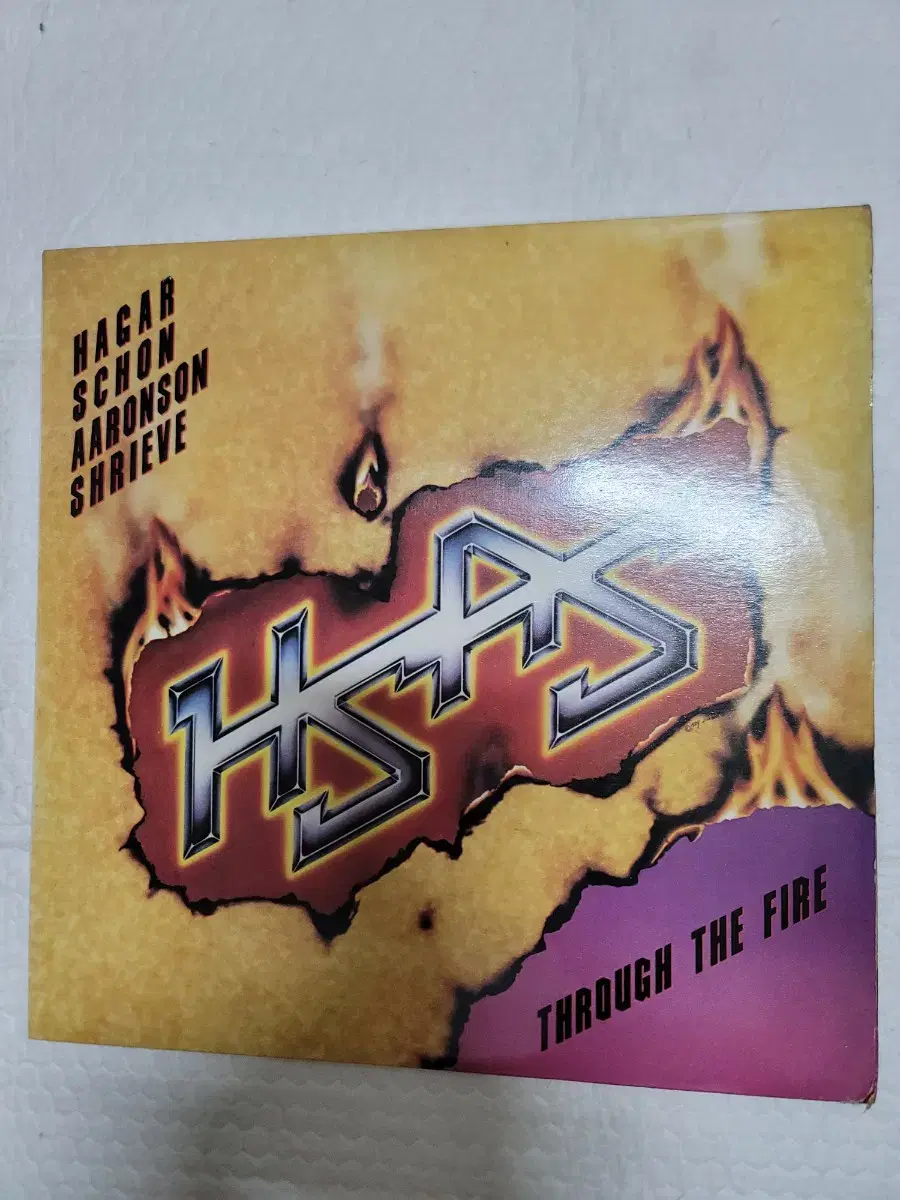 HAGAR
SCHON
AARONSON
SHRIEVE
HSAS
THROUGH THE FIRE